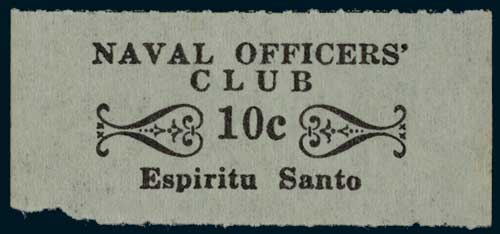 NAVAL OFFICERS'
CLUB
10c
Espiritu Santo